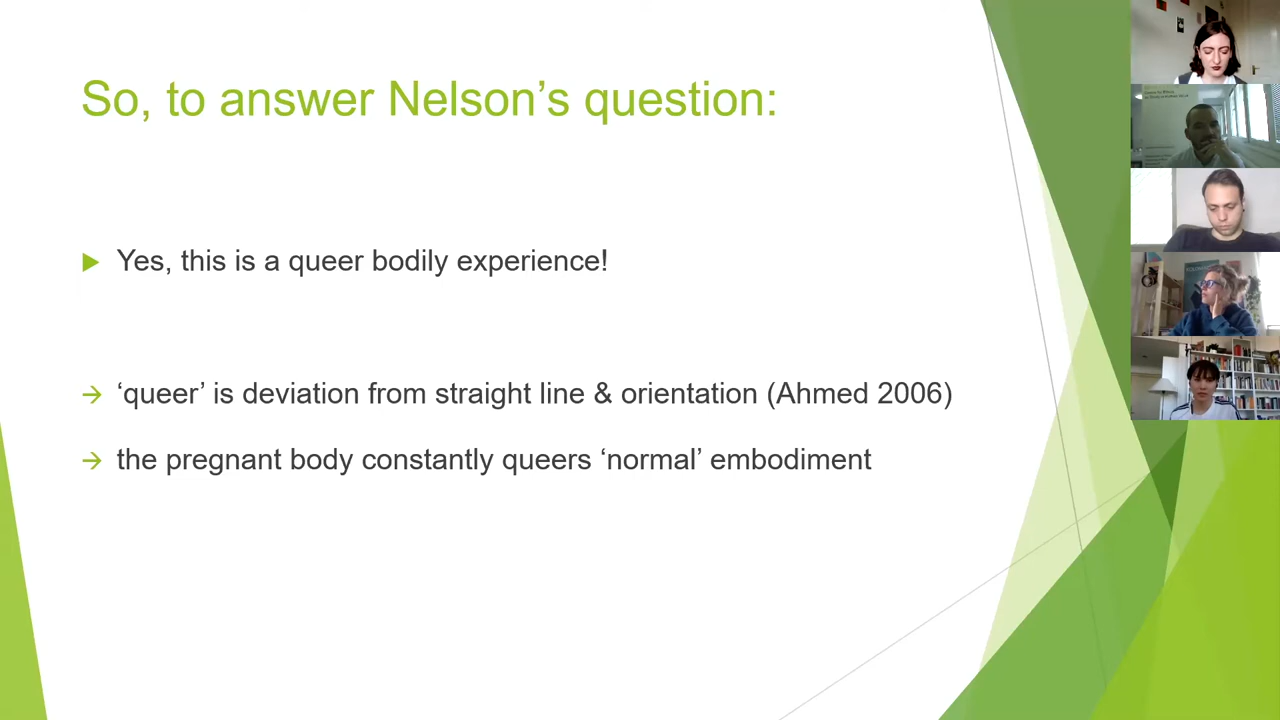 So, to answer Nelson’s question:
Yes, this is a queer bodily experience!
‘queer’ is deviation from straight line & orientation (Ahmed 2006)
the pregnant body constantly queers ‘normal’ embodiment